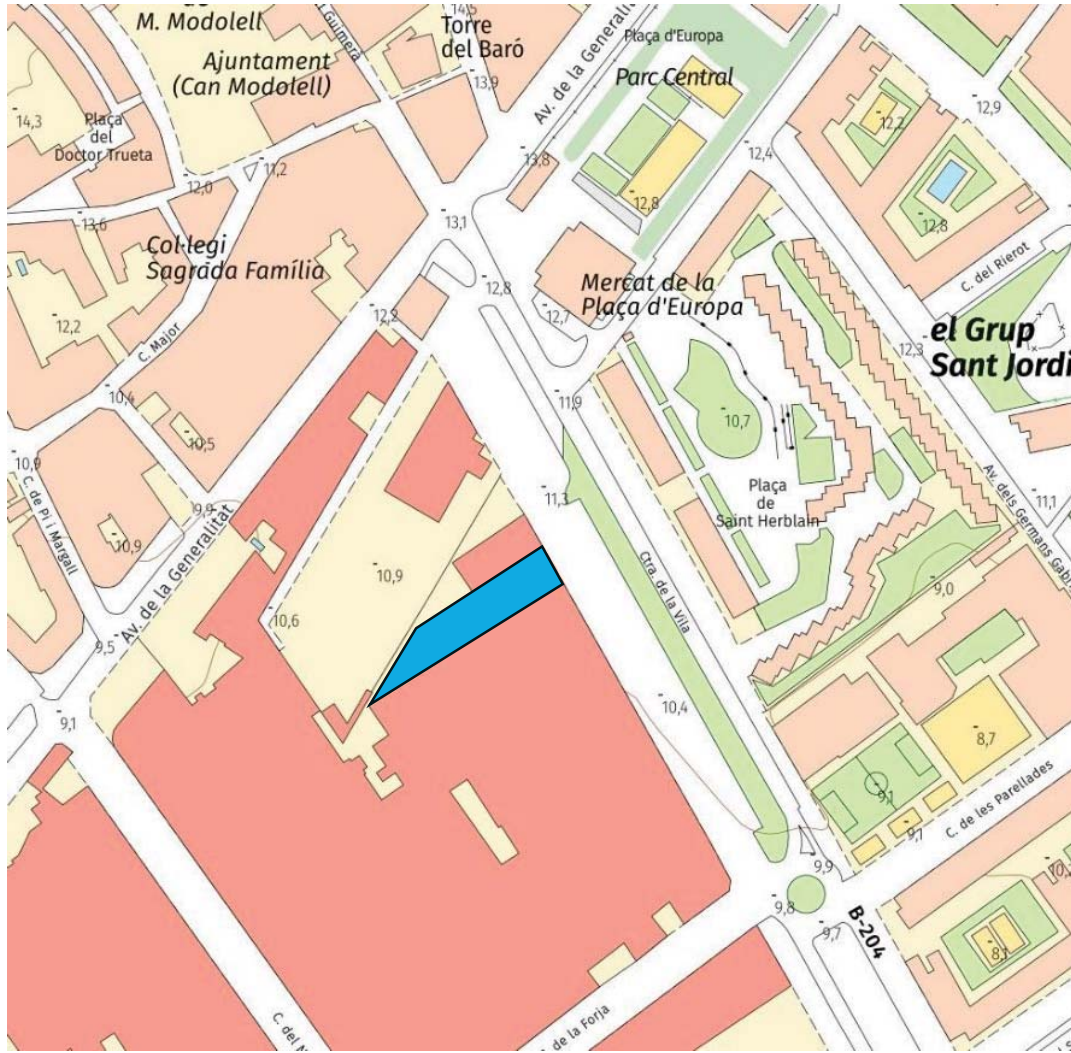 M. Modolell
Ajuntament
(Can Modolell)
14,3
Plaça
del
Doctor Trueta
12,0
11,2
13,6
Torre
del Baró
13,9
Av. de la Generalitat
13,8
Plaça d'Europa
Parc Central
12,8
12,4
12,2
12,9
12,8
C. del Rierot
13,1
Col·legi
Sagrada Família
12,2
12,2
C. Major
12,8
12,7
Mercat de la
Plaça d'Europa
el Grup
Sant Jordi
12,3
10,4
10,5
11,9
10,7
10,9
C. de Pi i Margall
10,9
9,9
Av. de la Generalitat
11,3
Plaça
de
Saint Herblain
11,1
10,9
10,6
9,5
9,1
Ctra. de la Vila
9,0
10,4
8,7
9,1
9,1
C. de les Parellades
9,9
9,8
9,7
B-204
8,1
de la Forja